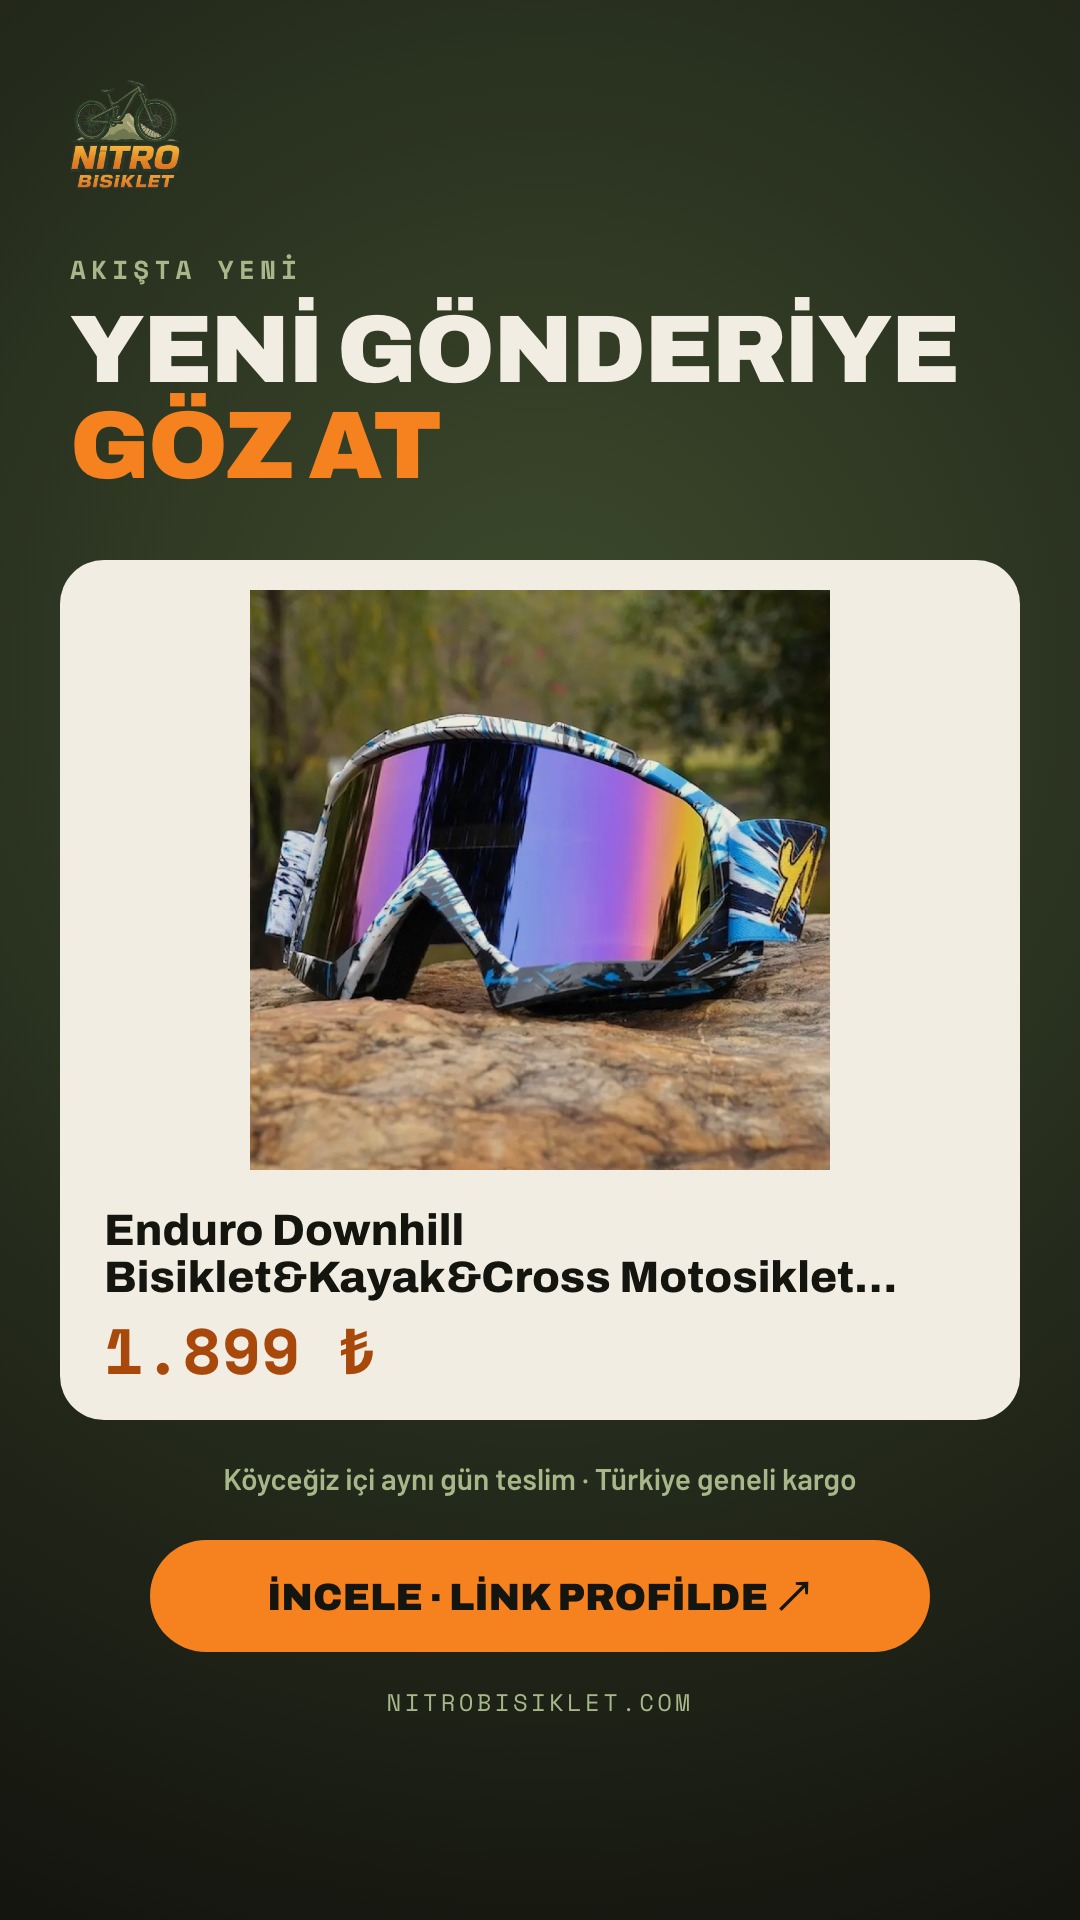 NiTRO
BiSiKLET
AKIŞTA YENİ
YENİ GÖNDERİYE
GÖZ AT
Enduro Downhill
Bisiklet&Kayak&Cross Motosiklet...
1.899 ₺
Köyceğiz içi aynı gün teslim · Türkiye geneli kargo
İNCELE · LİNK PROFİLDE ↗
NITROBISIKLET.COM